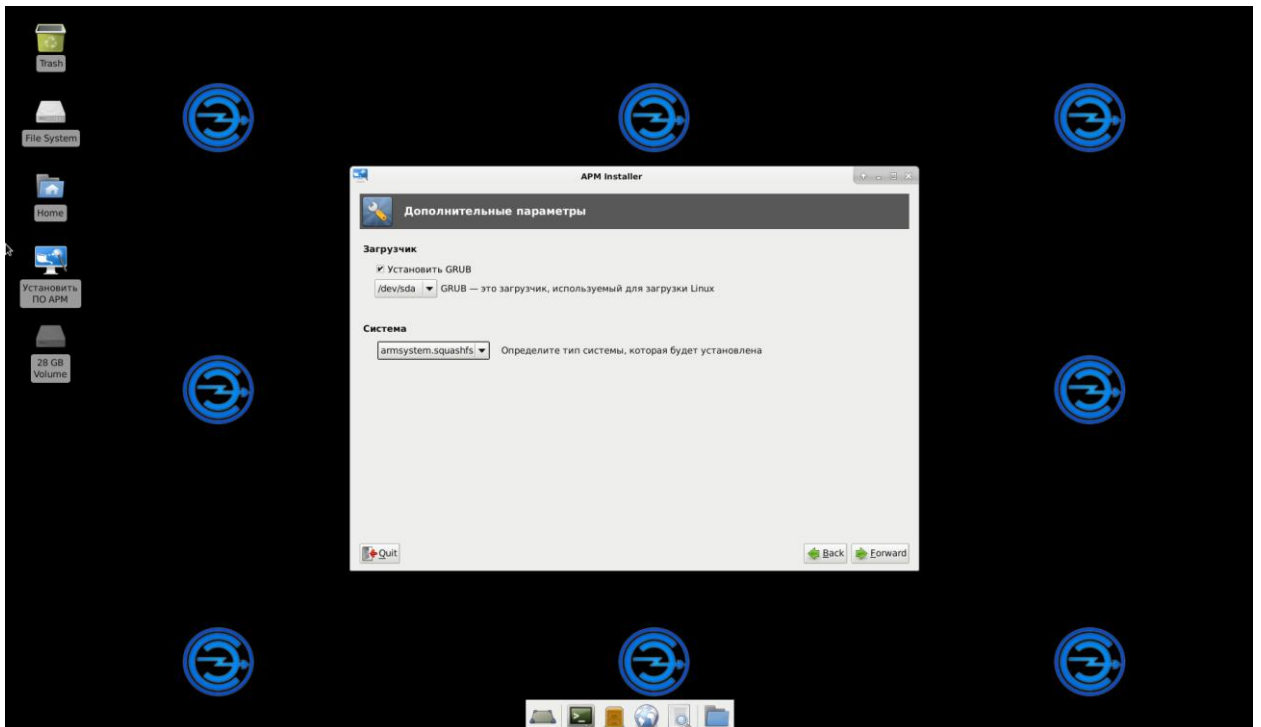 Trash
File System
Home
Установить
ПО АРМ
28 GB
Volume
APM Installer
Дополнительные параметры
Загрузчик
Установить GRUB
/dev/sda GRUB — это загрузчик, используемый для загрузки Linux
Система
armsystem.squashfs Определите тип системы, которая будет установлена
Quit
Back
Forward